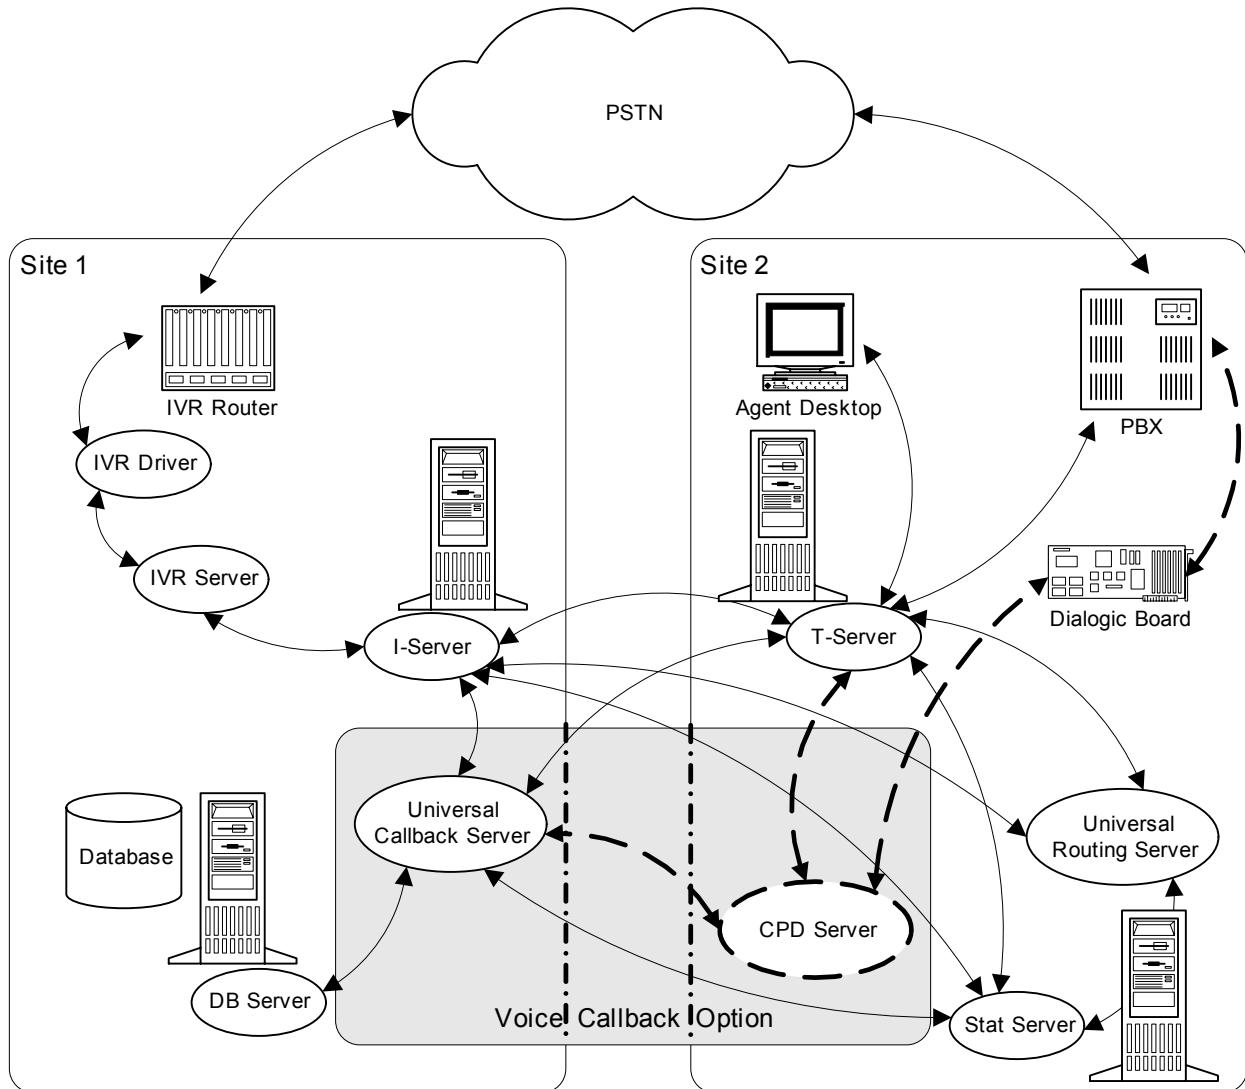 PSTN
Site 1
Site 2
IVR Router
Agent Desktop
PBX
IVR Driver
IVR Server
Dialogic Board
I-Server
T-Server
Universal
Callback Server
Universal
Routing Server
Database
CPD Server
DB Server
Voice Callback Option
Stat Server